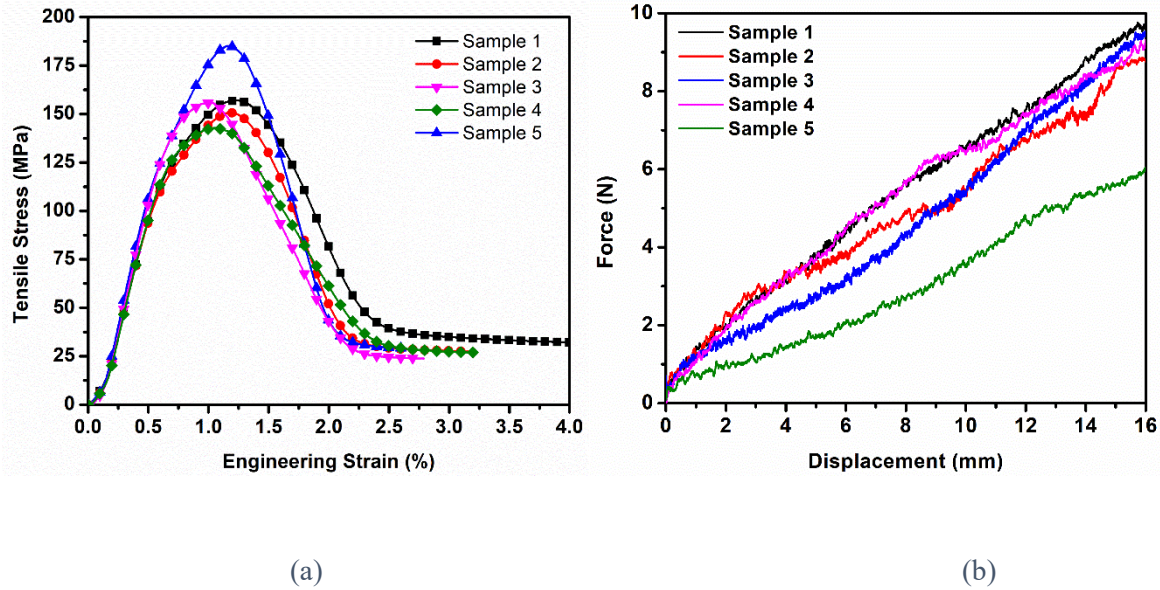 200
175
150
125
100
75
50
25
0
Tensile Stress (MPa)
Sample 1
Sample 2
Sample 3
Sample 4
Sample 5
0.0 0.5 1.0 1.5 2.0 2.5 3.0 3.5 4.0
Engineering Strain (%)
(a)
10
8
6
4
2
0
Force (N)
Sample 1
Sample 2
Sample 3
Sample 4
Sample 5
0 2 4 6 8 10 12 14 16
Displacement (mm)
(b)